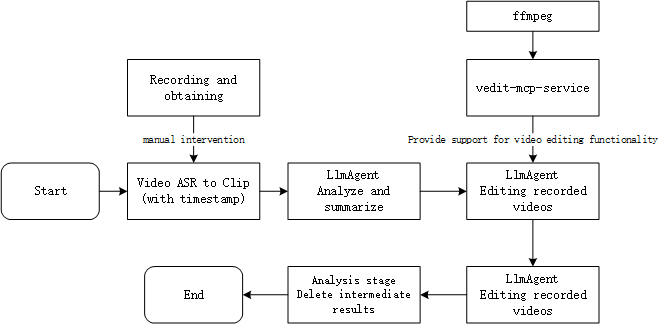 ffmpeg
Recording and
obtaining
vedit-mcp-service
manual intervention
Provide support for video editing functionality
Start
Video ASR to Clip
(with timestamp)
LlmAgent
Analyze and
summarize
LlmAgent
Editing recorded
videos
End
Analysis stage
Delete intermediate
results
LlmAgent
Editing recorded
videos